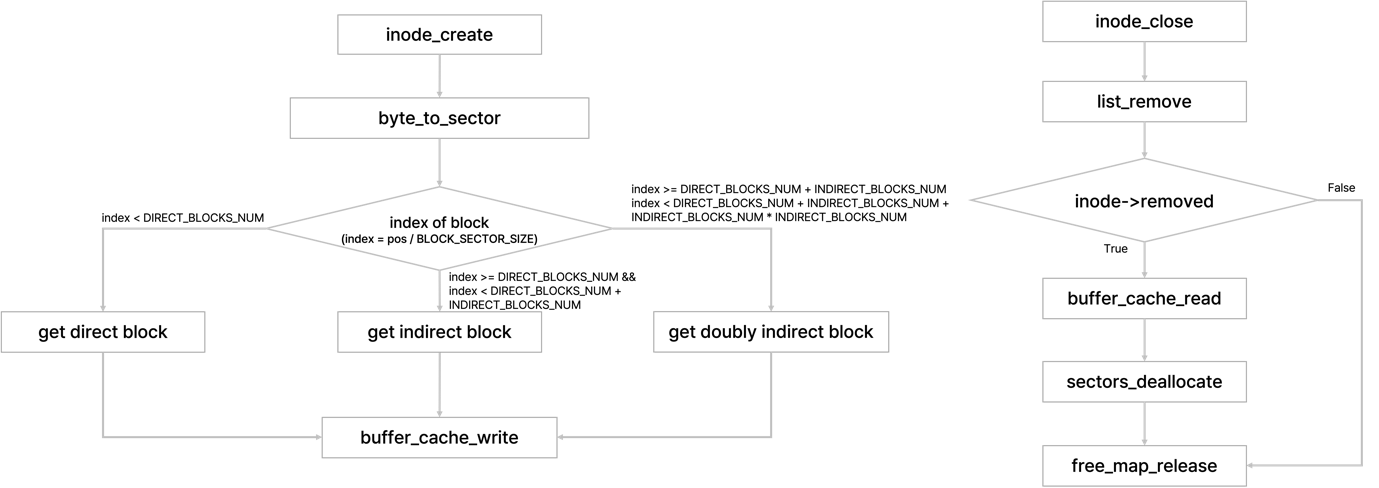 inode_create
byte_to_sector
index of block
(index = pos / BLOCK_SECTOR_SIZE)
index < DIRECT_BLOCKS_NUM
index >= DIRECT_BLOCKS_NUM &&
index < DIRECT_BLOCKS_NUM +
INDIRECT_BLOCKS_NUM
index >= DIRECT_BLOCKS_NUM + INDIRECT_BLOCKS_NUM
index < DIRECT_BLOCKS_NUM + INDIRECT_BLOCKS_NUM +
INDIRECT_BLOCKS_NUM * INDIRECT_BLOCKS_NUM
get direct block
get indirect block
get doubly indirect block
buffer_cache_write
inode_close
list_remove
inode->removed
False
True
buffer_cache_read
sectors_deallocate
free_map_release